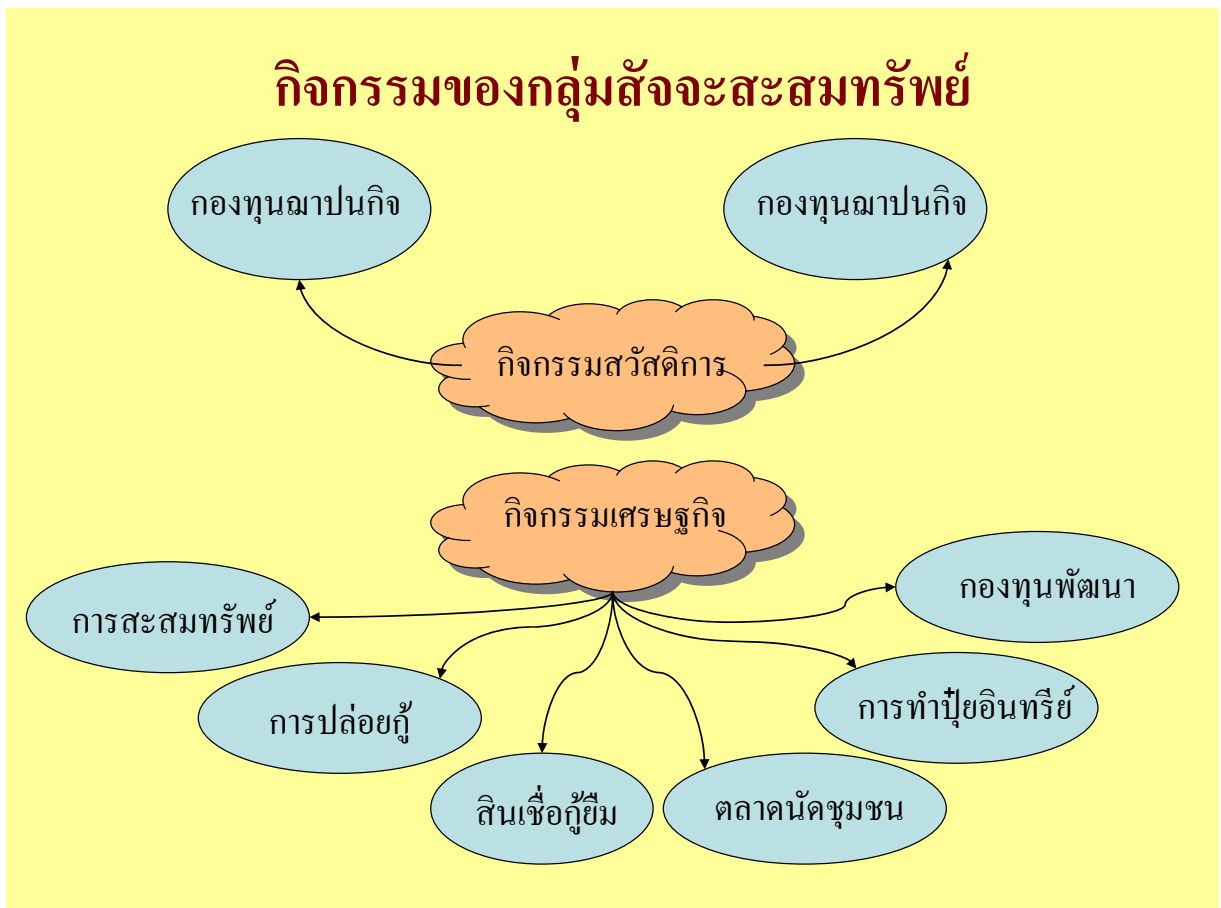 กิจกรรมของกลุ่มสัจจะสะสมทรัพย์
กองทุนฌาปนกิจ
กองทุนฌาปนกิจ
กิจกรรมสวัสดิการ
กิจกรรมเศรษฐกิจ
กองทุนพัฒนา
การสะสมทรัพย์
การทำปุ๋ยอินทรีย์
การปล่อยกู้
สินเชื่อกู้ยืม
ตลาดนัดชุมชน